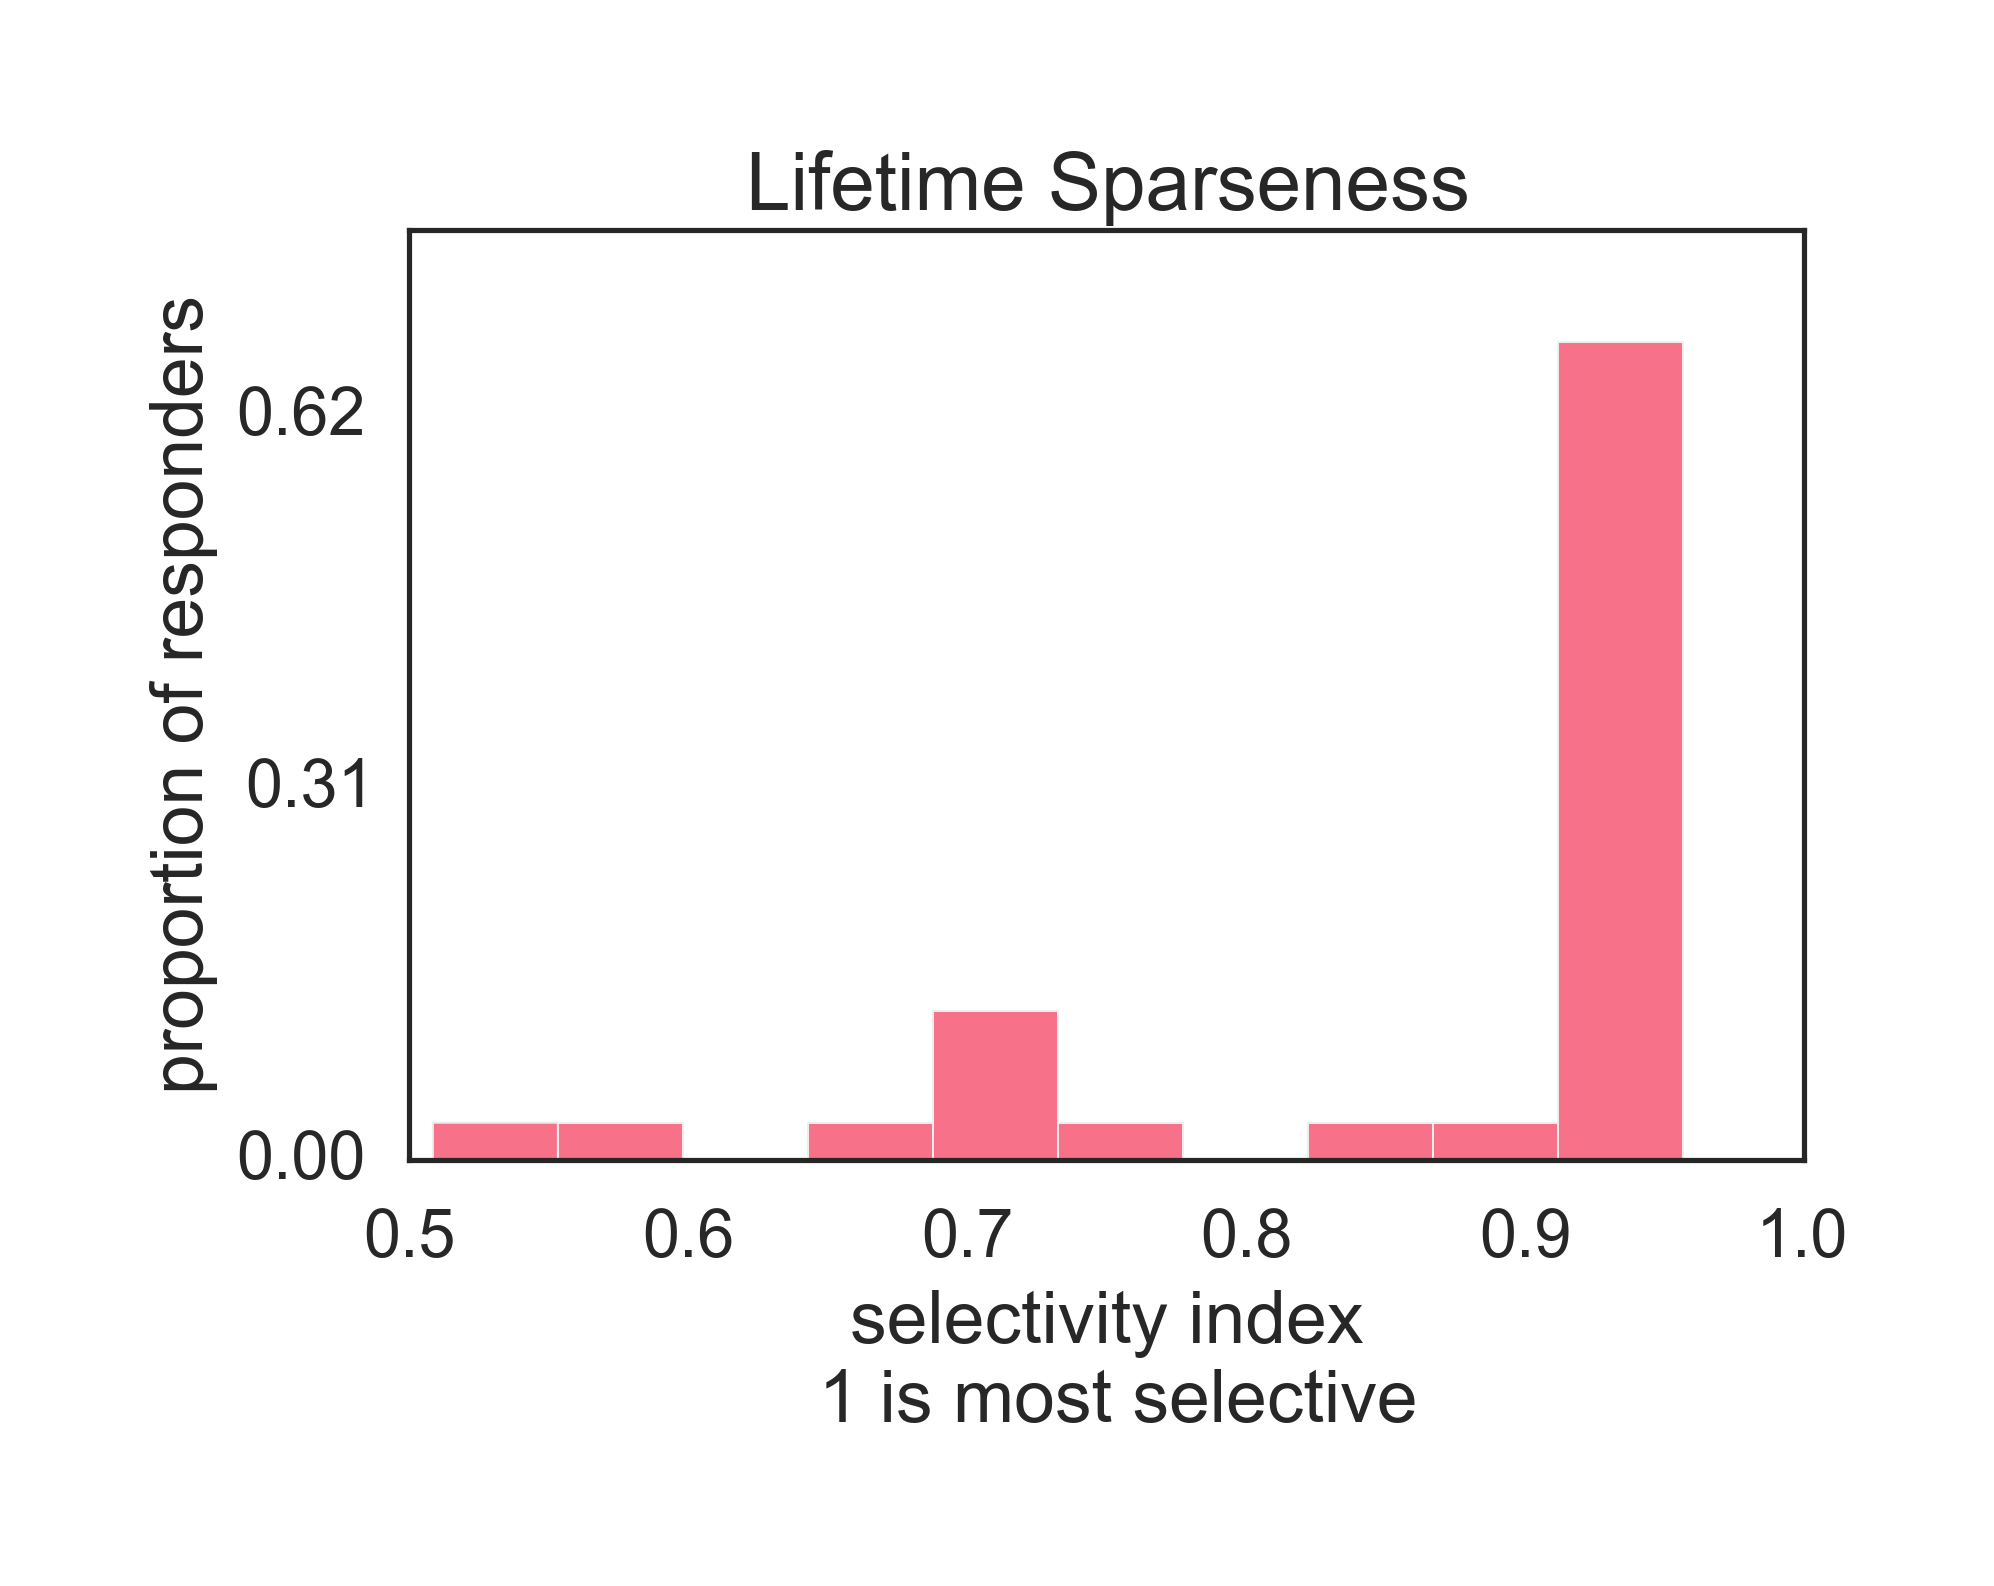 Lifetime Sparseness
proportion of responders
0.62
0.31
0.00
0.5 0.6 0.7 0.8 0.9 1.0
selectivity index
1 is most selective